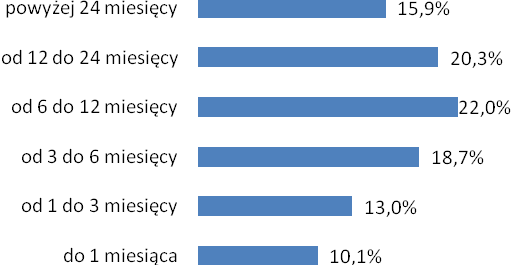 powyżej 24 miesięcy 15,9%
od 12 do 24 miesięcy 20,3%
od 6 do 12 miesięcy 22,0%
od 3 do 6 miesięcy 18,7%
od 1 do 3 miesięcy 13,0%
do 1 miesiąca 10,1%